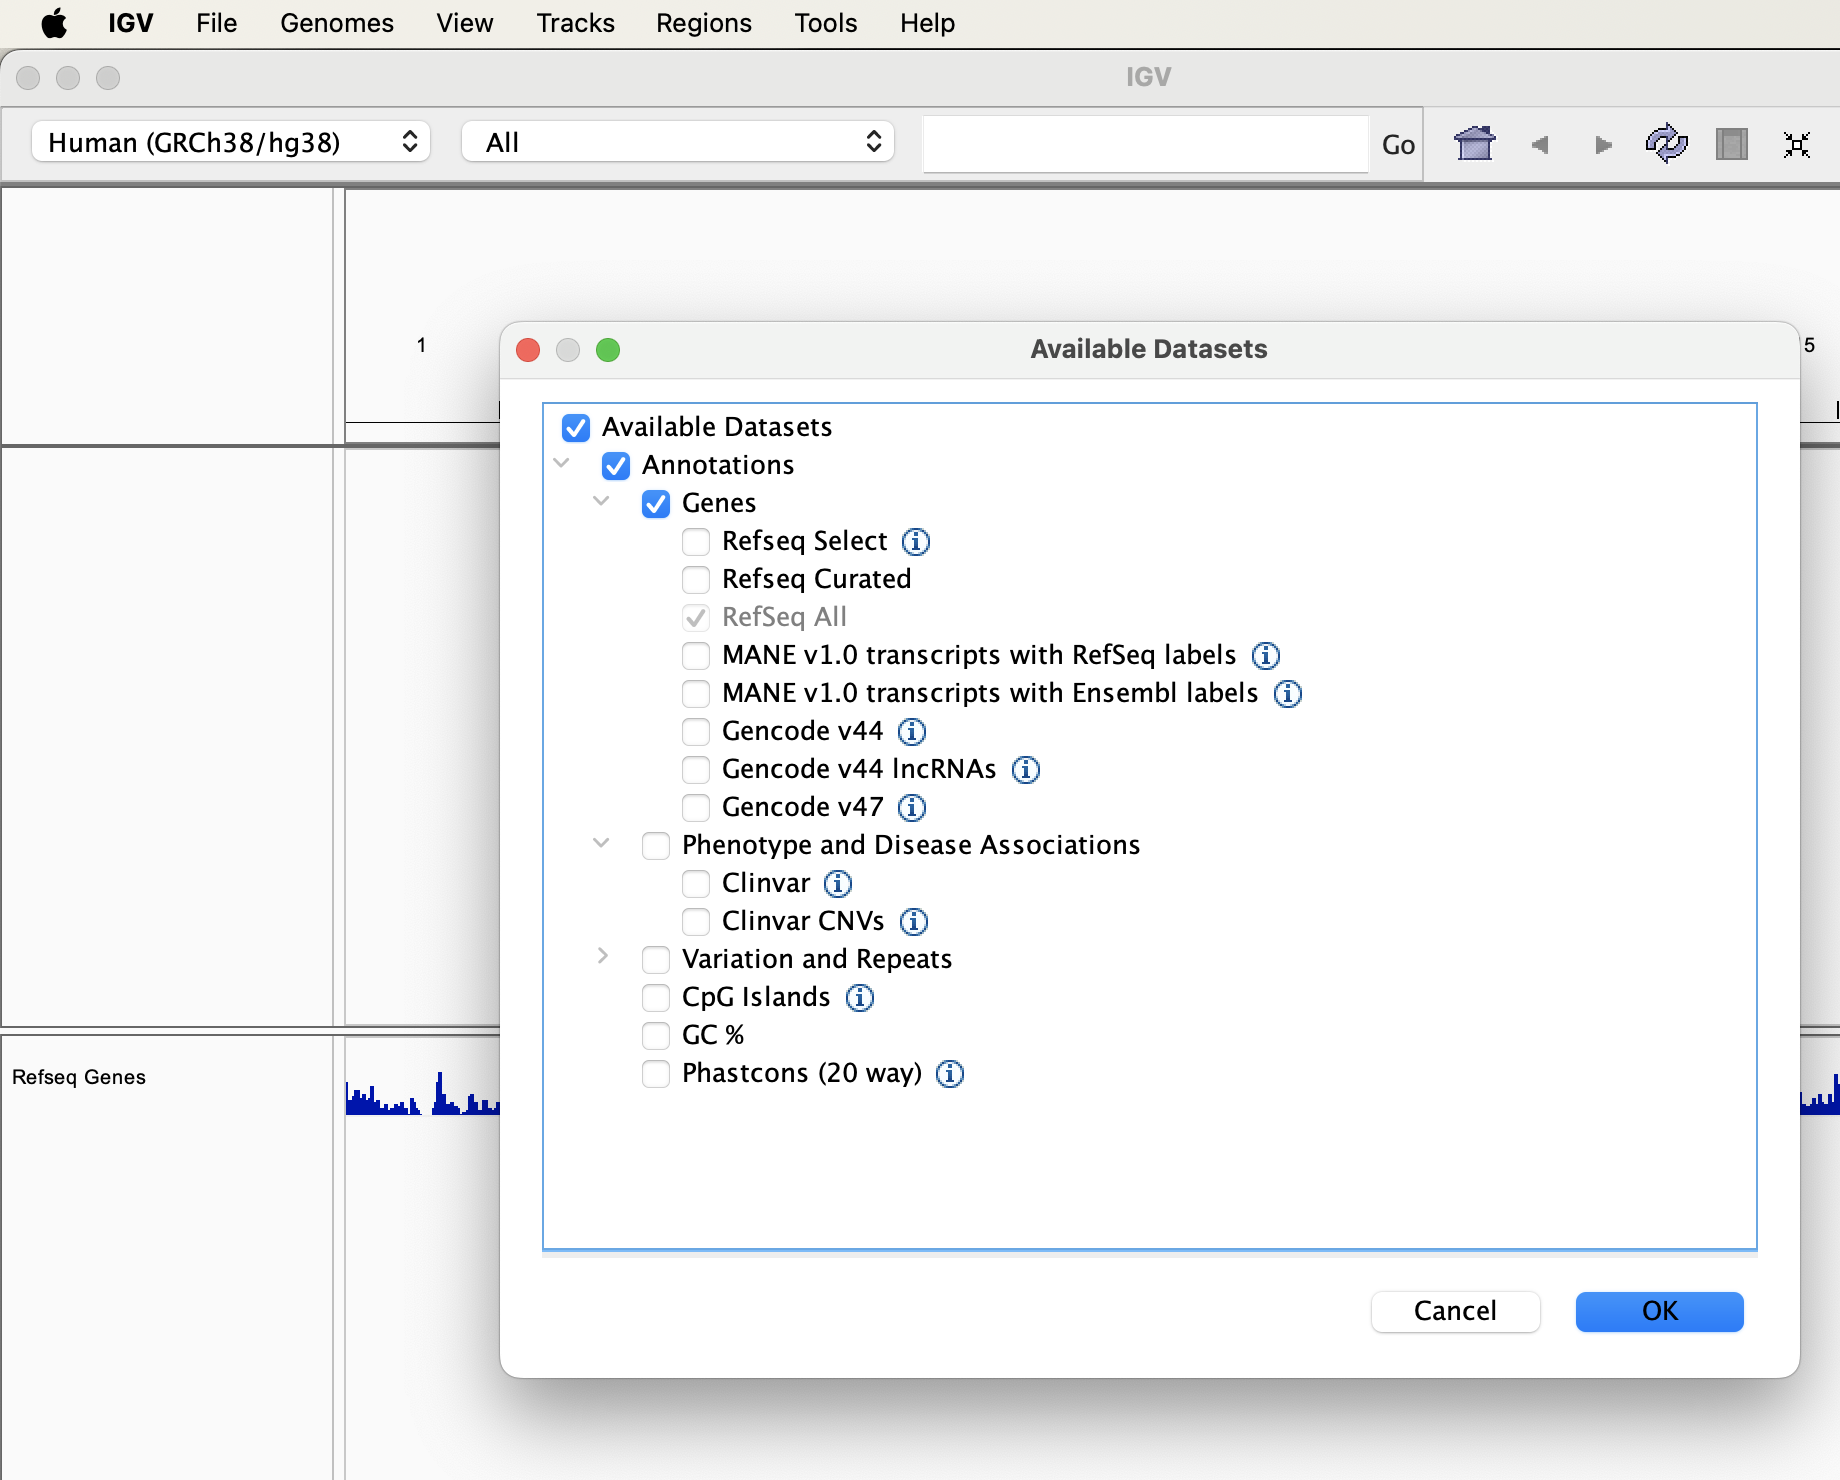 IGV File Genomes View Tracks Regions Tools Help
IGV
Human (GRCh38/hg38) All Go
1 5
Available Datasets
Available Datasets
Annotations
Genes
Refseq Select
Refseq Curated
RefSeq All
MANE v1.0 transcripts with RefSeq labels
MANE v1.0 transcripts with Ensembl labels
Gencode v44
Gencode v44 lncRNAs
Gencode v47
Phenotype and Disease Associations
Clinvar
Clinvar CNVs
Variation and Repeats
CpG Islands
GC %
Refseq Genes
Phastcons (20 way)
Cancel OK